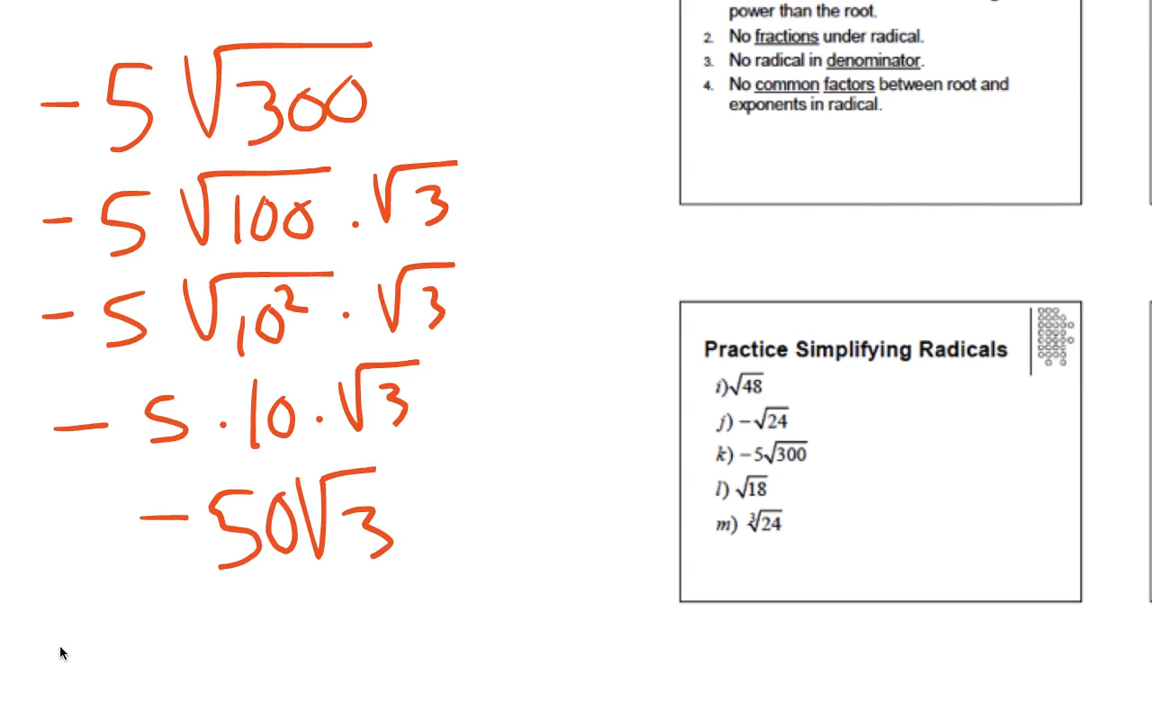 -5√300
-5√100 · √3
-5√10² · √3
- 5 · 10 · √3
- 50√3
power than the root.
2. No fractions under radical.
3. No radical in denominator.
4. No common factors between root and
exponents in radical.
Practice Simplifying Radicals
i)√48
j) −√24
k) −5√300
l) √18
m) ∛24